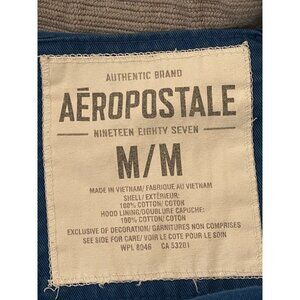 AUTHENTIC BRAND
AĒROPOSTALE
NINETEEN EIGHTY SEVEN
M/M
MADE IN VIETNAM/FABRIQUÉ AU VIETNAM
SHELL/EXTÉRIEUR:
100% COTTON/COTON
HOOD LINING/DOUBLURE CAPUCHE:
100% COTTON/COTON
EXCLUSIVE OF DECORATION/GARNITURES NON COMPRISES
SEE SIDE FOR CARE/VOIR LE COTE POUR LE SOIN
WPL 8046 CA 53201